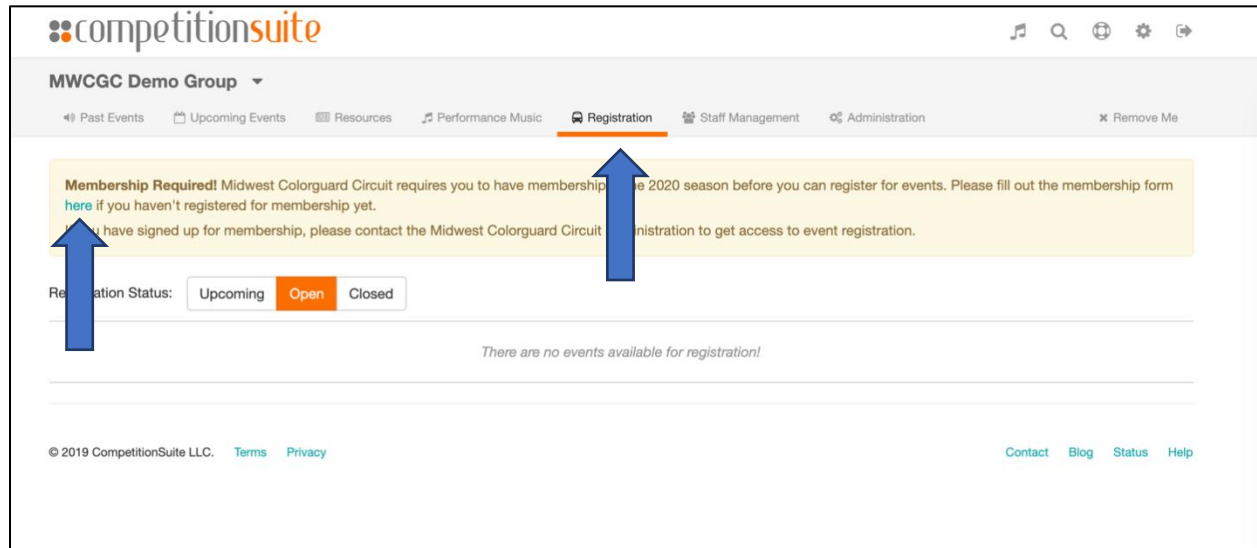 competitionsuite
MWCGC Demo Group
Past Events Upcoming Events Resources Performance Music Registration Staff Management Administration Remove Me
Membership Required! Midwest Colorguard Circuit requires you to have membership 2020 season before you can register for events. Please fill out the membership form
here if you haven't registered for membership yet.
have signed up for membership, please contact the Midwest Colorguard Circuit to get access to event registration.
Status: Upcoming Open Closed
There are no events available for registration!
© 2019 CompetitionSuite LLC. Terms Privacy Contact Blog Status Help